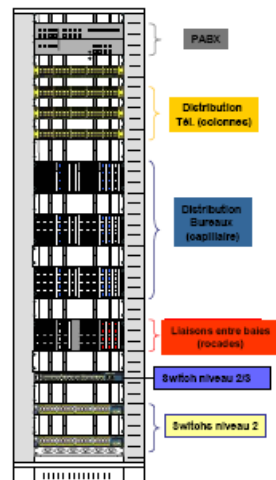 PABX
Distribution
Tél. (colonnes)
Distribution
Bureaux
(capillaire)
Liaisons entre baies
(rocades)
Switch niveau 2/3
Switchs niveau 2